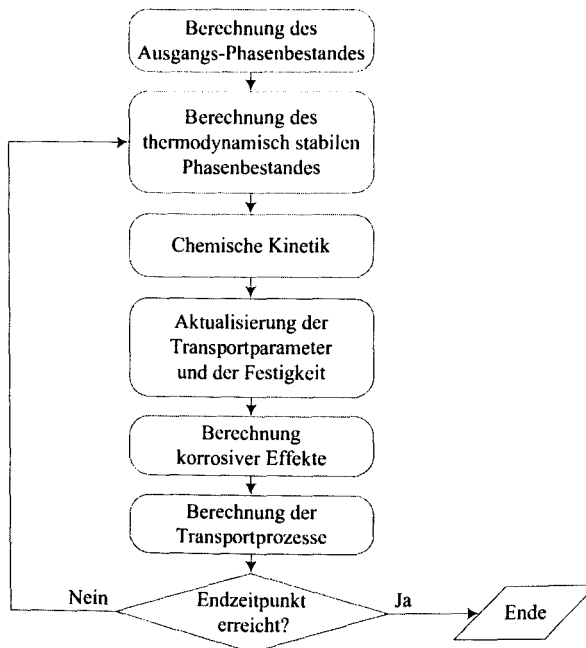 Berechnung des
Ausgangs-Phasenbestandes
Berechnung des
thermodynamisch stabilen
Phasenbestandes
Chemische Kinetik
Aktualisierung der
Transportparameter
und der Festigkeit
Berechnung
korrosiver Effekte
Berechnung der
Transportprozesse
Nein
Endzeitpunkt
erreicht?
Ja
Ende